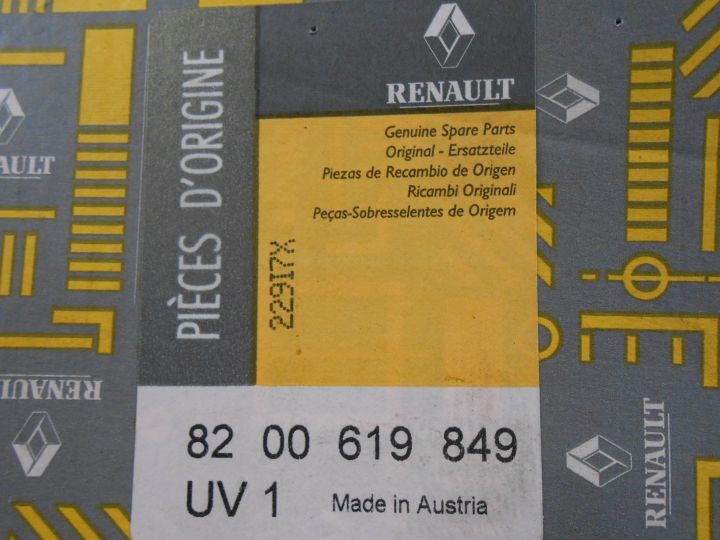 RENAULT
PIÈCES D'ORIGINE
Genuine Spare Parts
Original - Ersatzteile
Piezas de Recambio de Origen
Ricambi Originali
Peças-Sobresselentes de Origem
229I7X
82 00 619 849
UV 1 Made in Austria
AULT
RENAULT
RENAULT